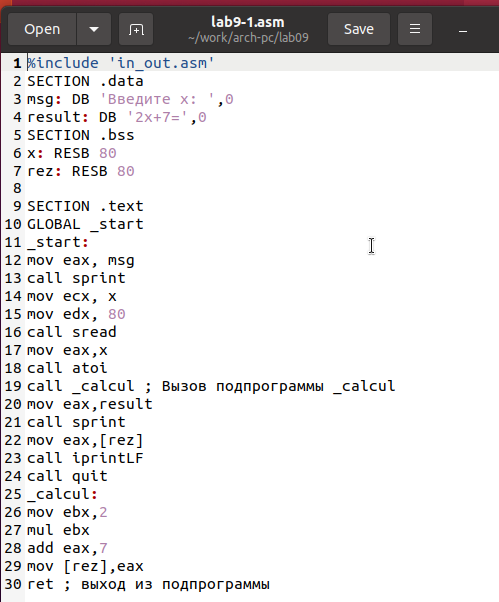 Open
lab9-1.asm
~/work/arch-pc/lab09
Save
1 %include 'in_out.asm'
2 SECTION .data
3 msg: DB 'Введите x: ',0
4 result: DB '2x+7=',0
5 SECTION .bss
6 x: RESB 80
7 rez: RESB 80
8
9 SECTION .text
10 GLOBAL _start
11 _start:
12 mov eax, msg
13 call sprint
14 mov ecx, x
15 mov edx, 80
16 call sread
17 mov eax,x
18 call atoi
19 call _calcul ; Вызов подпрограммы _calcul
20 mov eax,result
21 call sprint
22 mov eax,[rez]
23 call iprintLF
24 call quit
25 _calcul:
26 mov ebx,2
27 mul ebx
28 add eax,7
29 mov [rez],eax
30 ret ; выход из подпрограммы